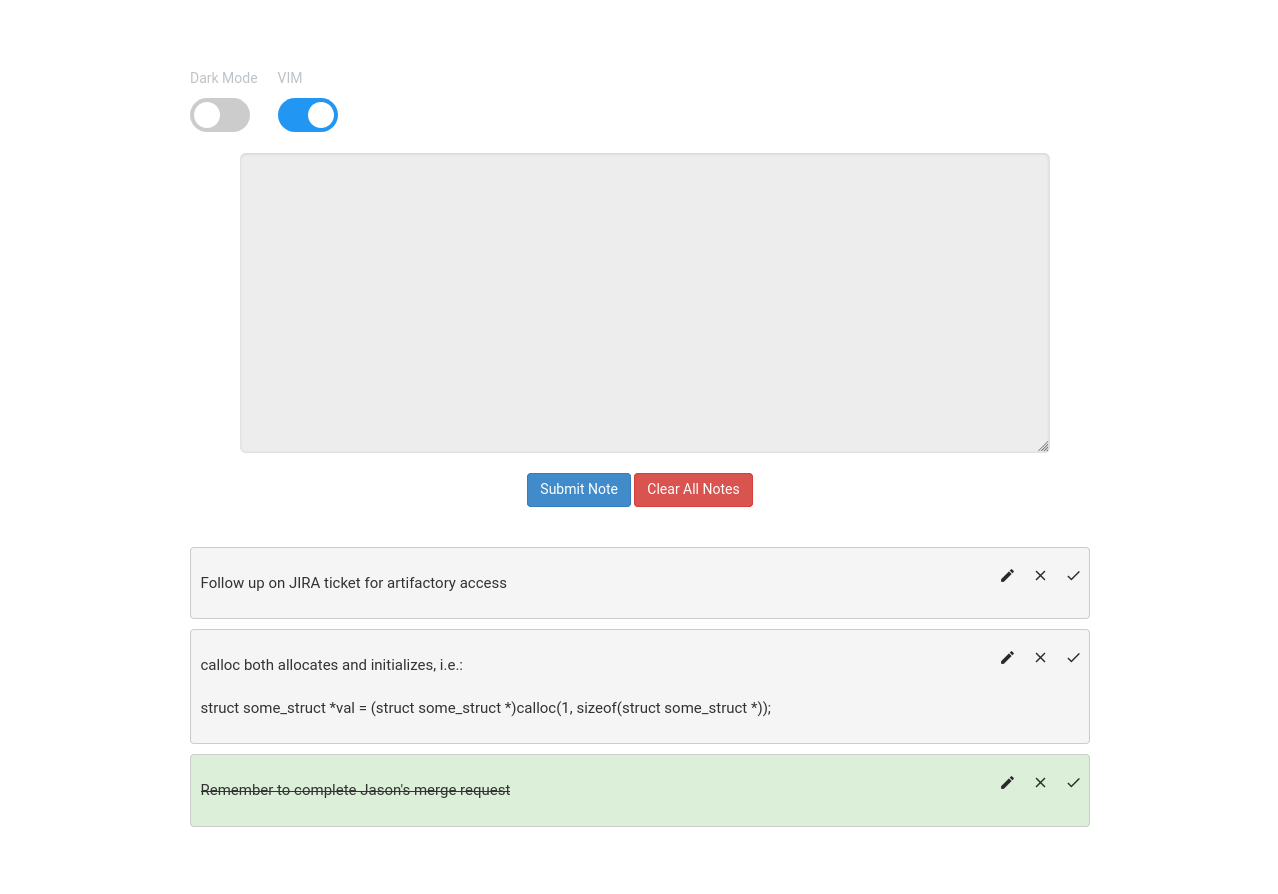 Dark Mode VIM
Submit Note Clear All Notes
Follow up on JIRA ticket for artifactory access
calloc both allocates and initializes, i.e.:
struct some_struct *val = (struct some_struct *)calloc(1, sizeof(struct some_struct *));
Remember to complete Jason's merge request